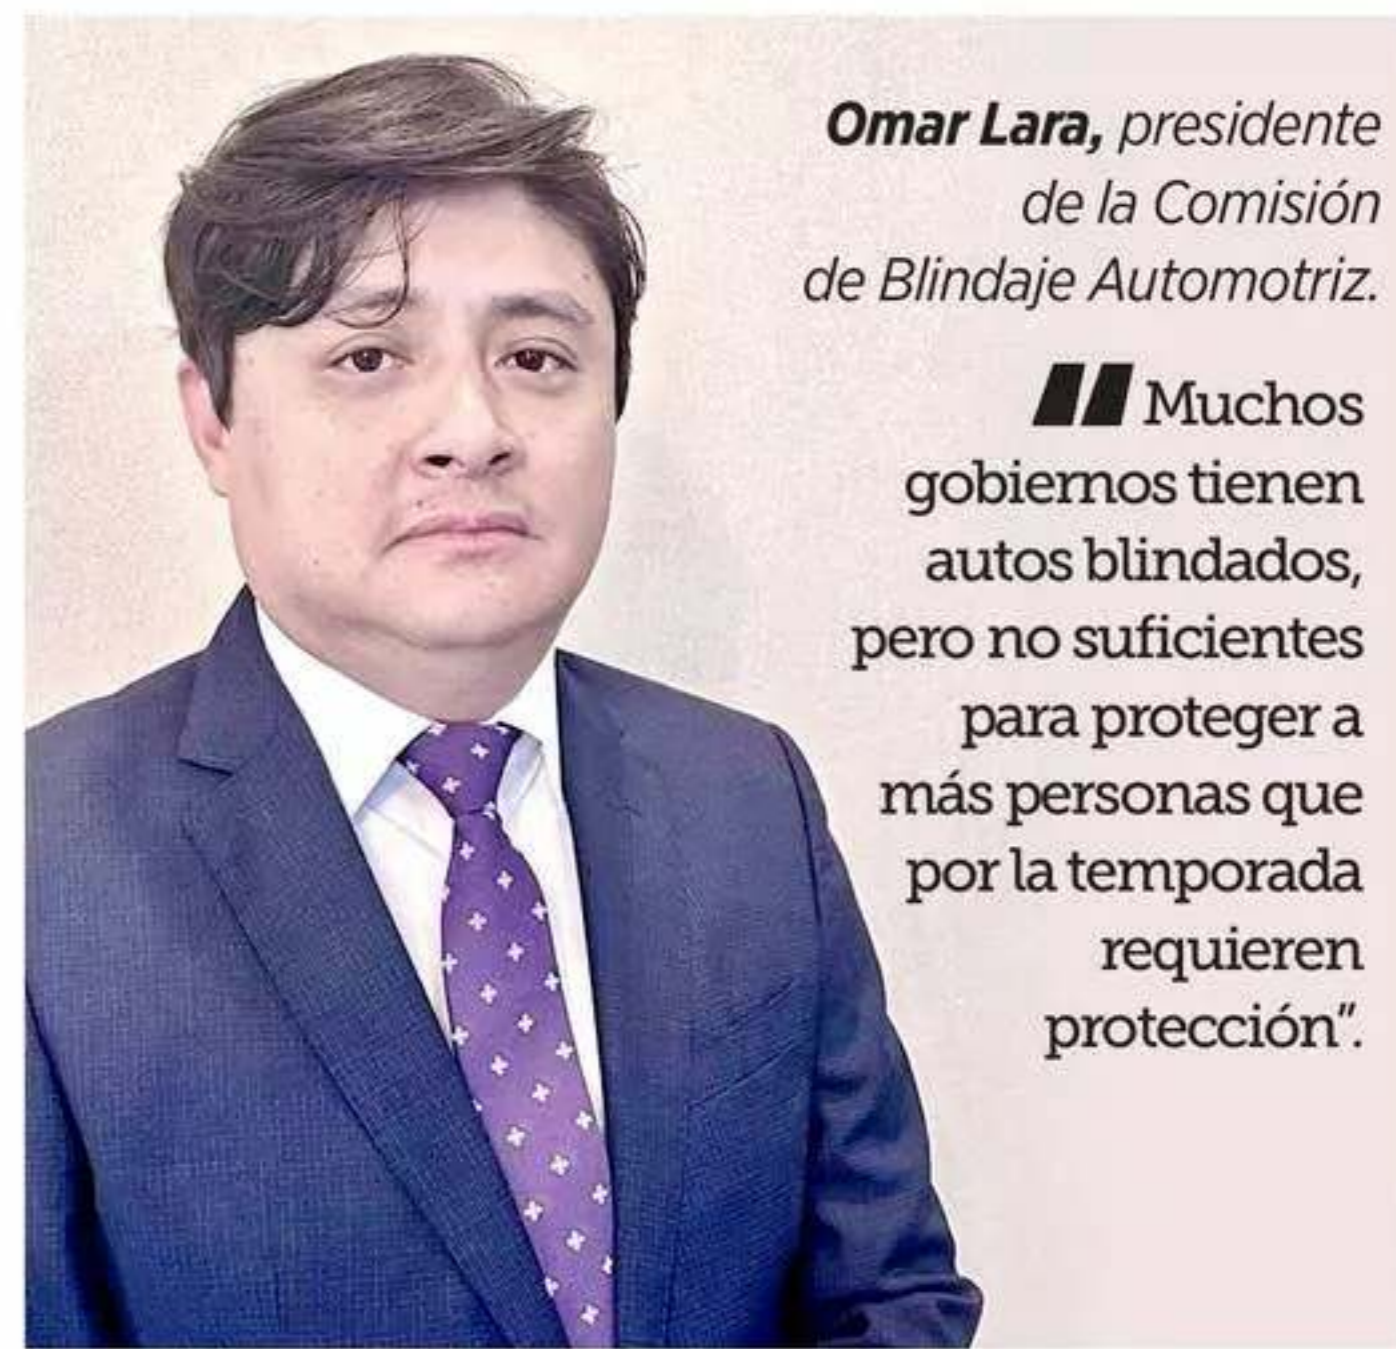 Omar Lara, presidente
de la Comisión
de Blindaje Automotriz.
"Muchos
gobiernos tienen
autos blindados,
pero no suficientes
para proteger a
más personas que
por la temporada
requieren
protección".